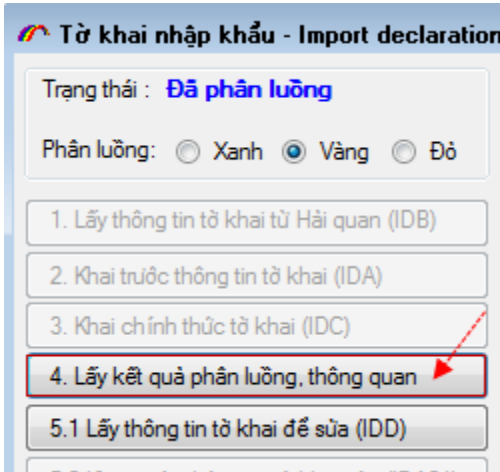 Tờ khai nhập khẩu - Import declaration
Trạng thái : Đã phân luồng
Phân luồng: Xanh Vàng Đỏ
1. Lấy thông tin tờ khai từ Hải quan (IDB)
2. Khai trước thông tin tờ khai (IDA)
3. Khai chính thức tờ khai (IDC)
4. Lấy kết quả phân luồng, thông quan
5.1 Lấy thông tin tờ khai để sửa (IDD)